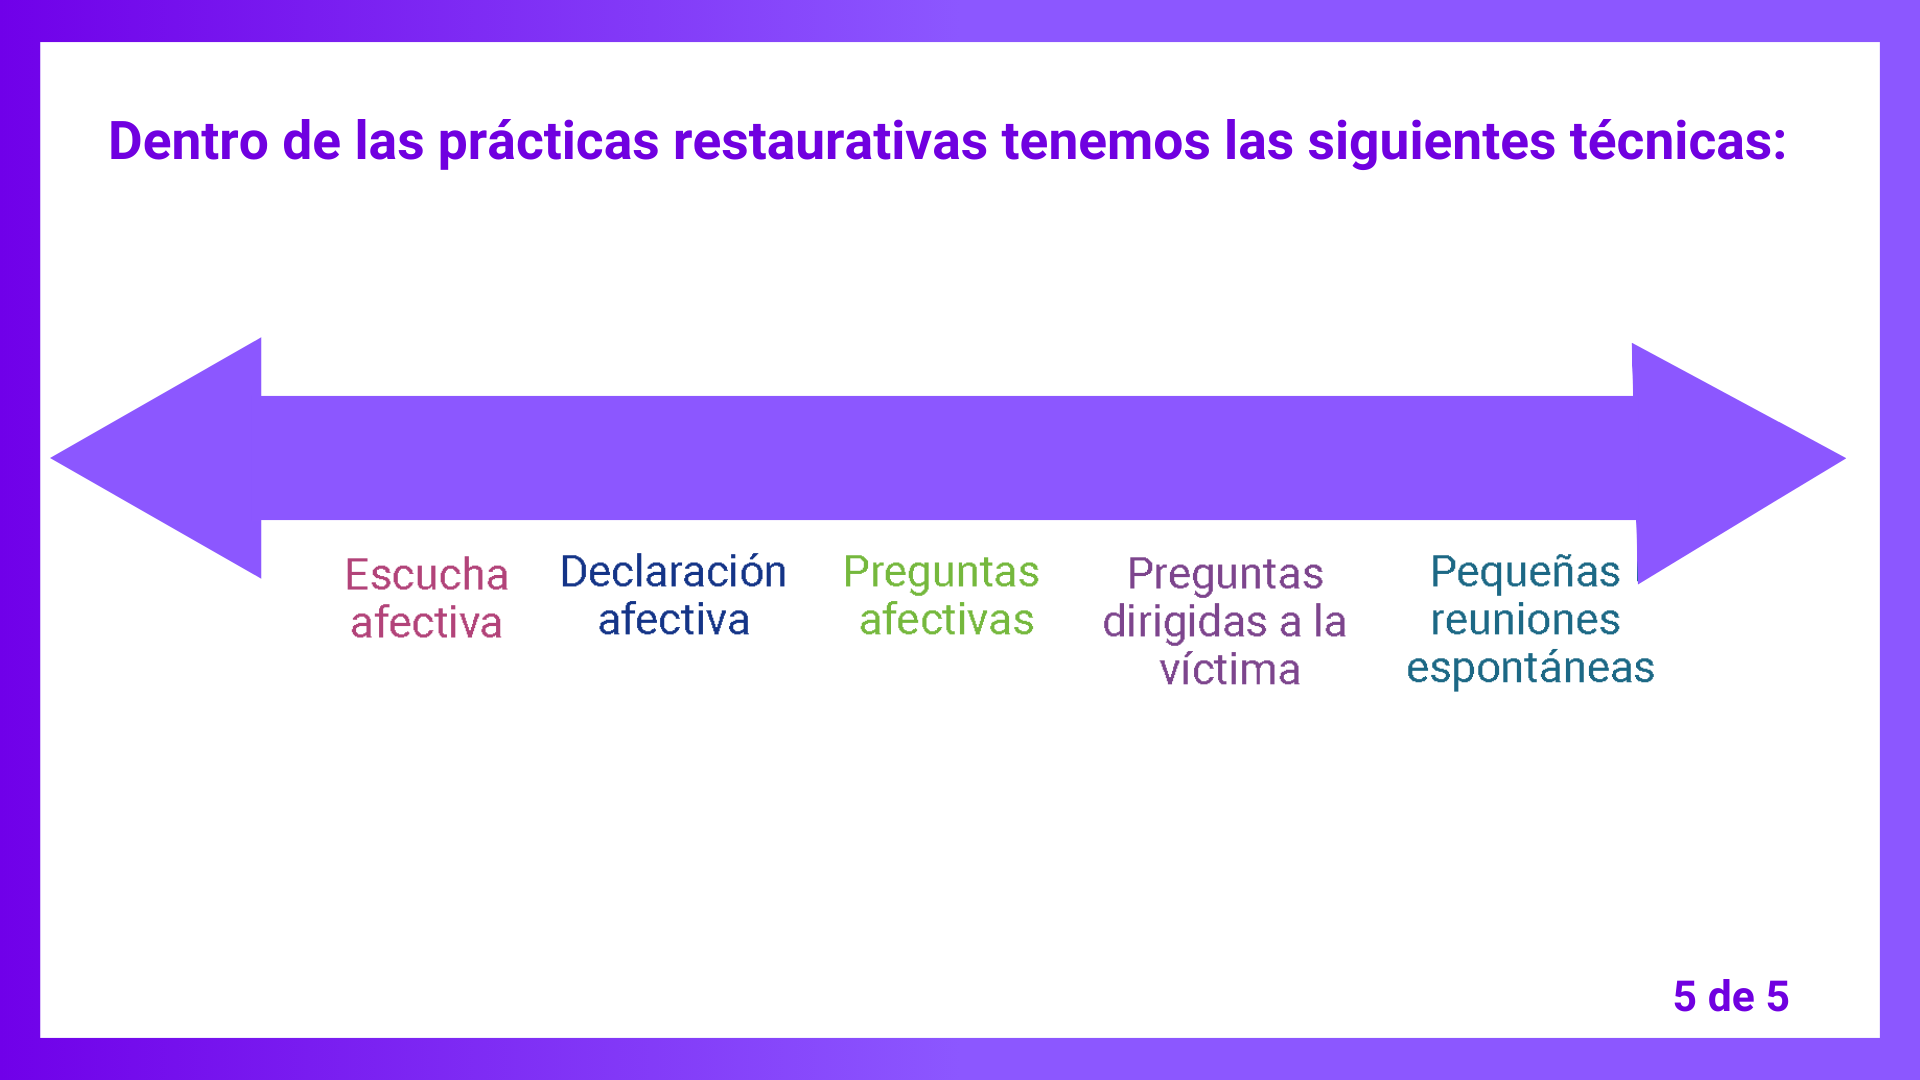 Dentro de las prácticas restaurativas tenemos las siguientes técnicas:
Escucha
afectiva
Declaración
afectiva
Preguntas
afectivas
Preguntas
dirigidas a la
víctima
Pequeñas
reuniones
espontáneas
5 de 5